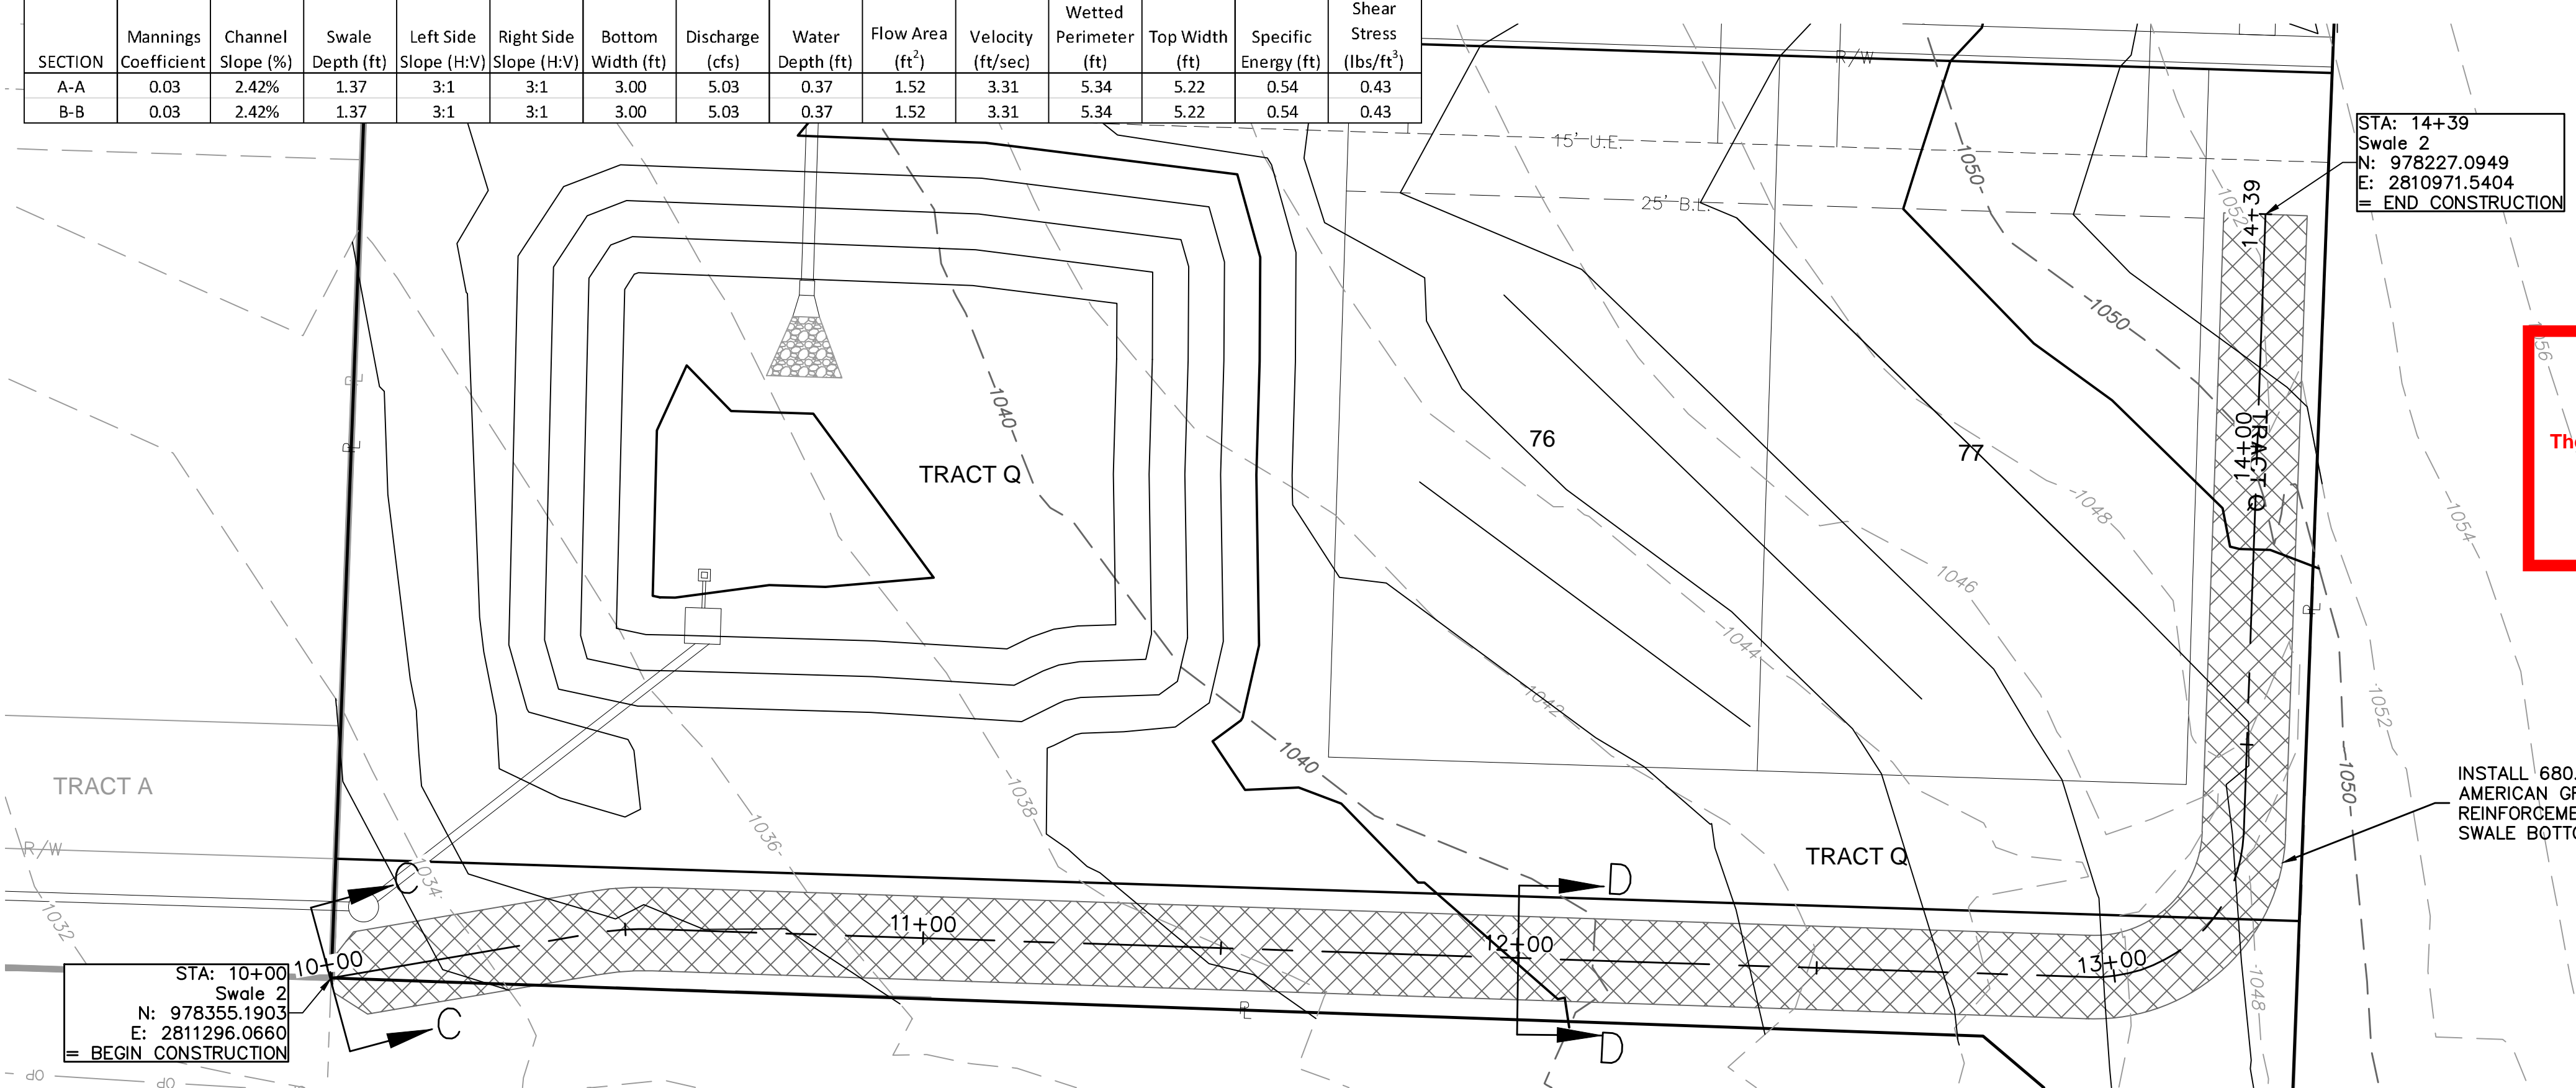 SECTION Mannings Coefficient Channel Slope (%) Swale Depth (ft) Left Side Slope (H:V) Right Side Slope (H:V) Bottom Width (ft) Discharge (cfs) Water Depth (ft) Flow Area (ft²) Velocity (ft/sec) Wetted Perimeter (ft) Top Width (ft) Specific Energy (ft) Shear Stress (lbs/ft³)
A-A 0.03 2.42% 1.37 3:1 3:1 3.00 5.03 0.37 1.52 3.31 5.34 5.22 0.54 0.43
B-B 0.03 2.42% 1.37 3:1 3:1 3.00 5.03 0.37 1.52 3.31 5.34 5.22 0.54 0.43
R/W
15' U.E.
25' B.L.
1050
1052
14+39
STA: 14+39
Swale 2
N: 978227.0949
E: 2810971.5404
= END CONSTRUCTION
1050
1040
TRACT Q
76
77
14+00
TRACT Q
1048
1054
1046
1044
1042
1040
1038
1036
1034
1032
1052
1050
1048
TRACT A
R/W
TRACT Q
INSTALL 680.
SWALE
C
C
D
D
10+00
11+00
12+00
13+00
STA: 10+00
Swale 2
N: 978355.1903
E: 2811296.0660
= BEGIN CONSTRUCTION